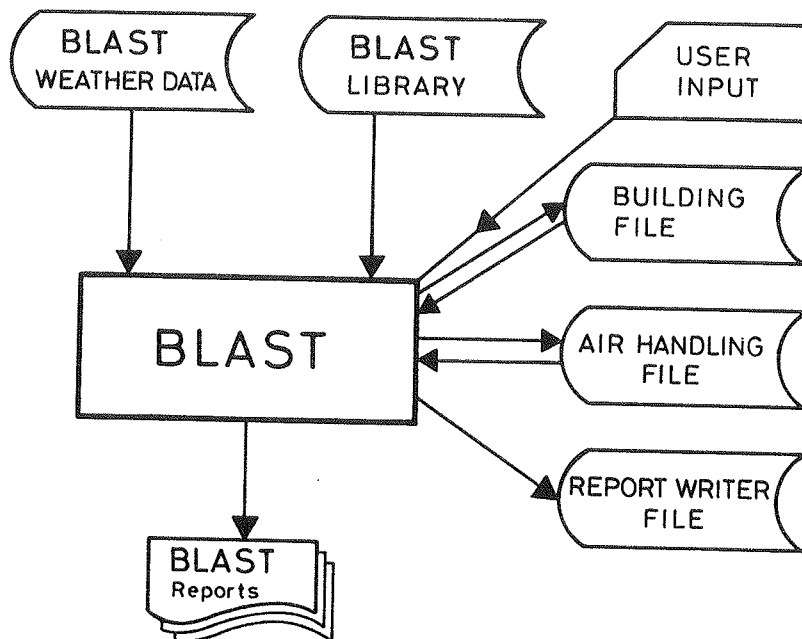 BLAST
WEATHER DATA
BLAST
LIBRARY
USER
INPUT
BUILDING
FILE
BLAST
AIR HANDLING
FILE
REPORT WRITER
FILE
BLAST
Reports